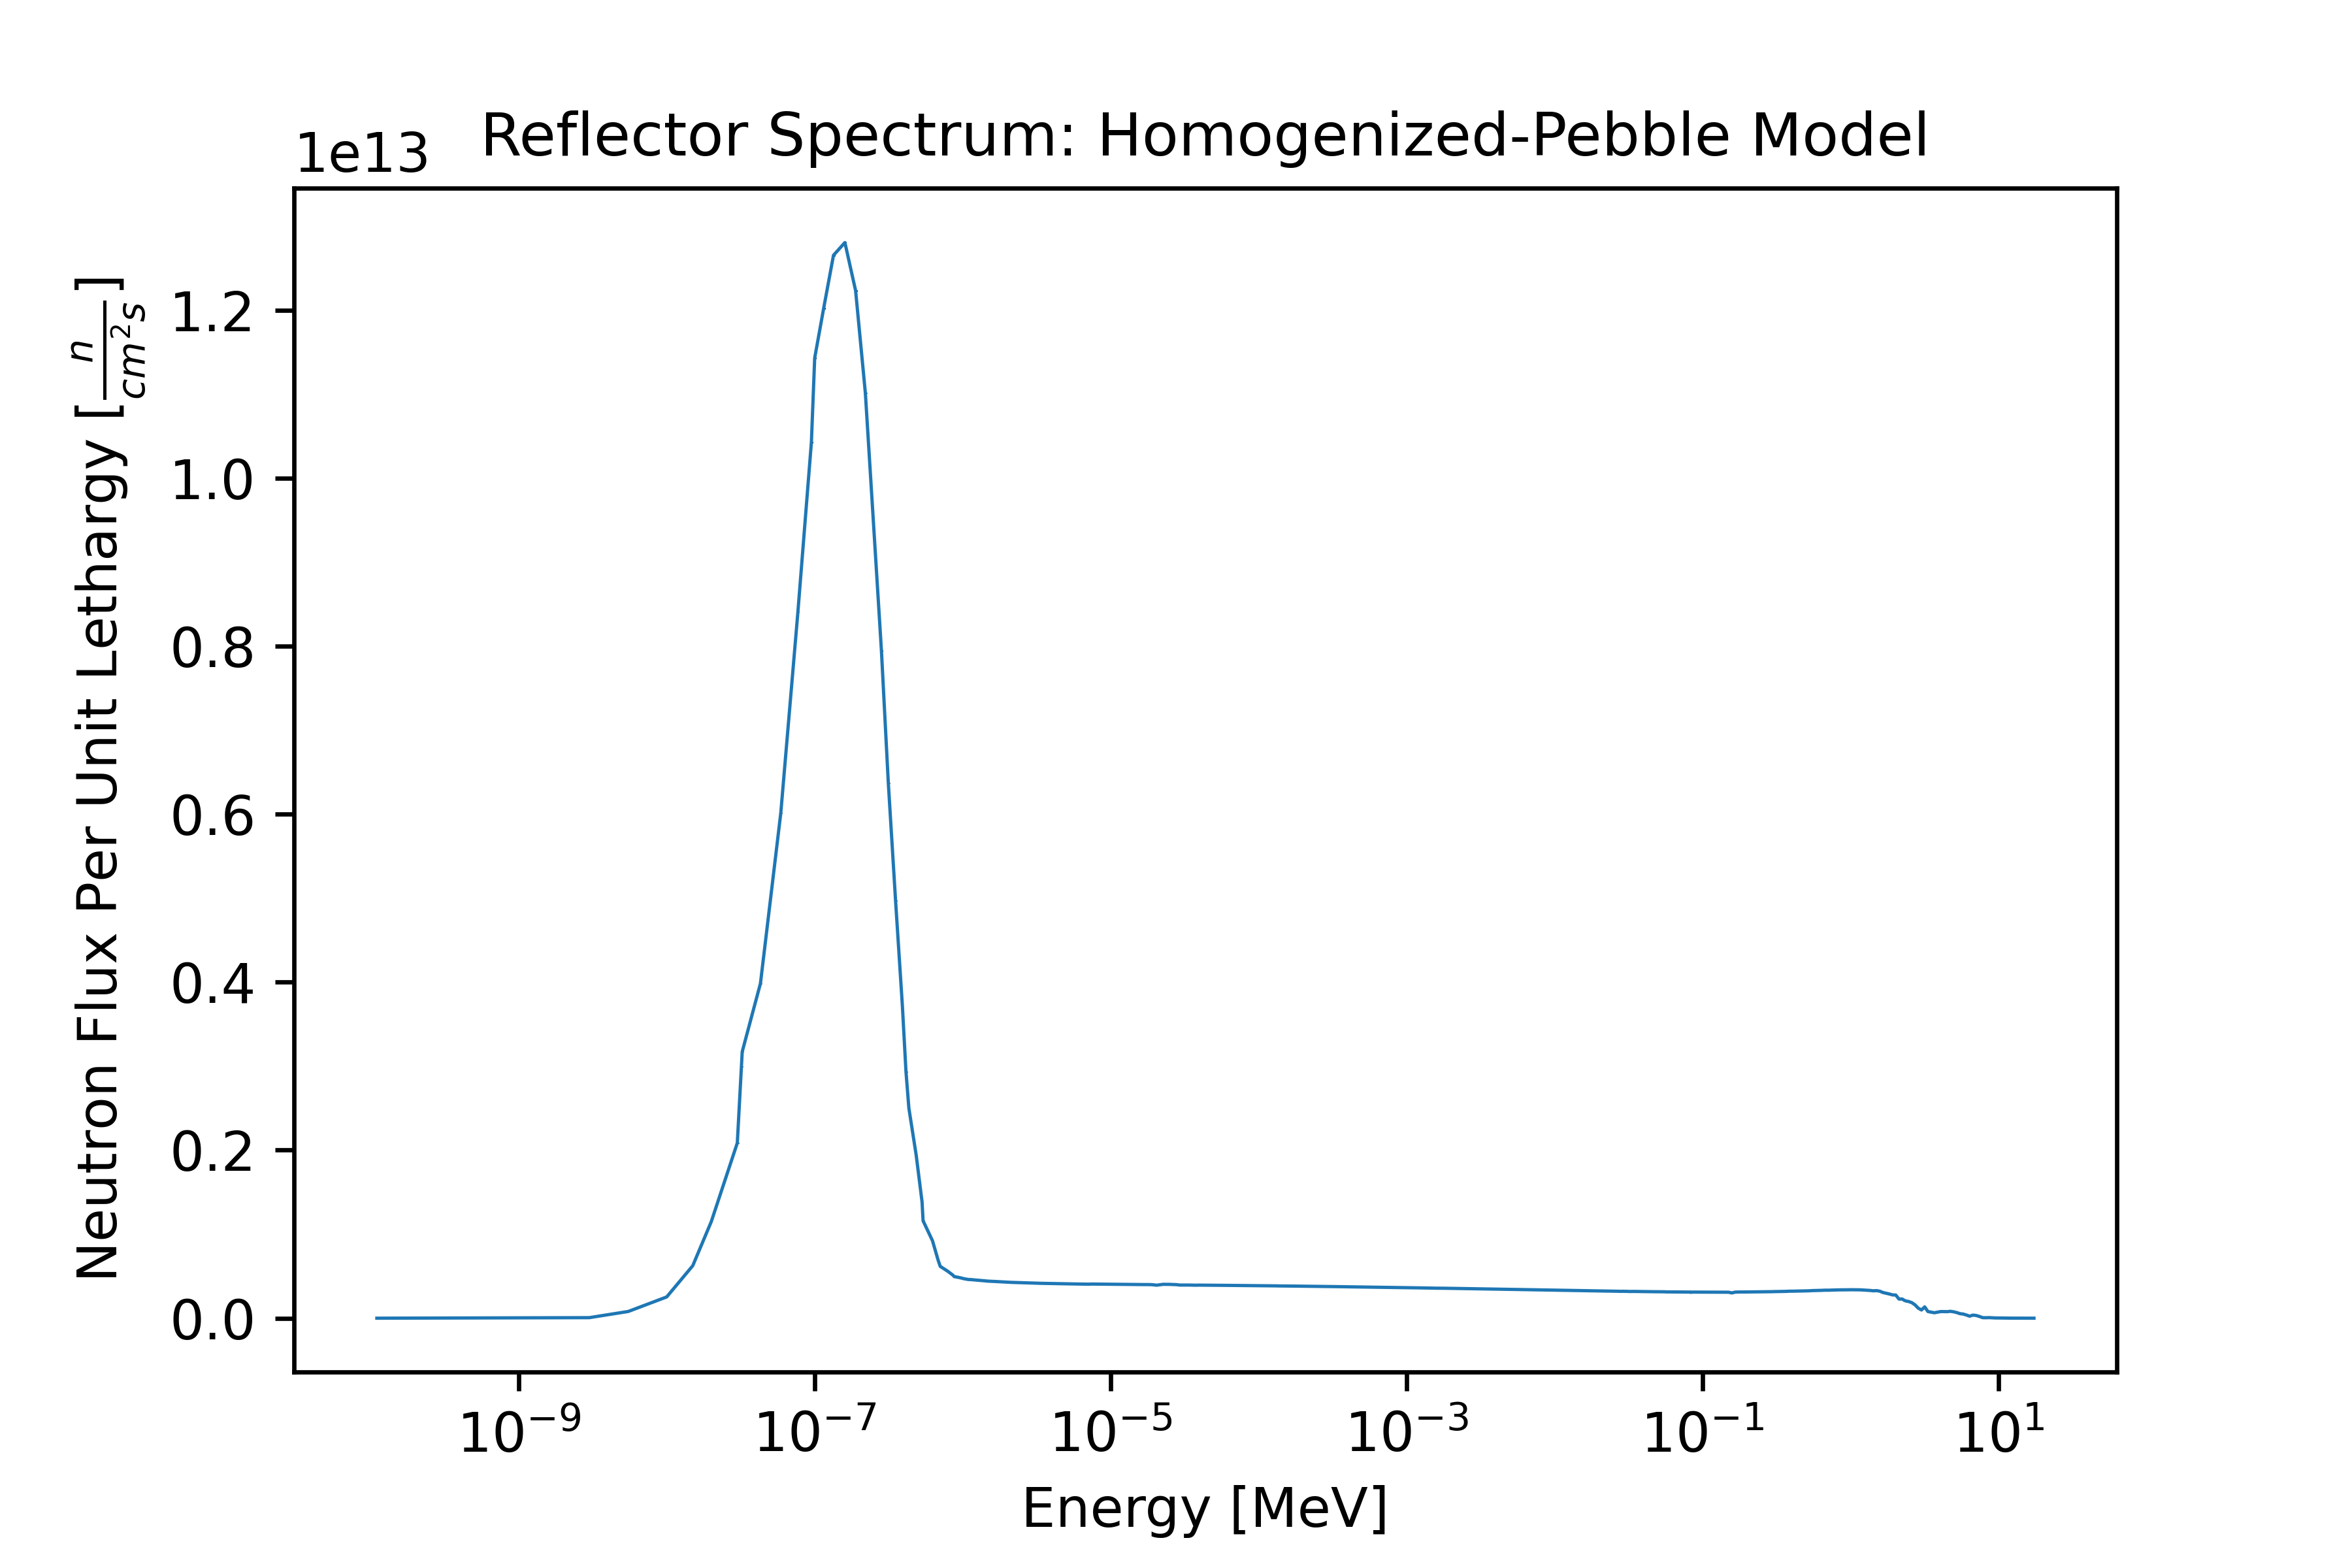 Reflector Spectrum: Homogenized-Pebble Model
1e13
Neutron Flux Per Unit Lethargy [n/cm²s]
1.2
1.0
0.8
0.6
0.4
0.2
0.0
10⁻⁹ 10⁻⁷ 10⁻⁵ 10⁻³ 10⁻¹ 10¹
Energy [MeV]